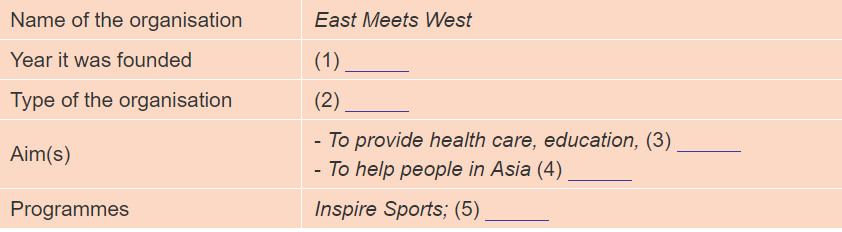 Name of the organisation East Meets West
Year it was founded (1) ______
Type of the organisation (2) ______
Aim(s)
- To provide health care, education, (3) ______
- To help people in Asia (4) ______
Programmes Inspire Sports; (5) ______